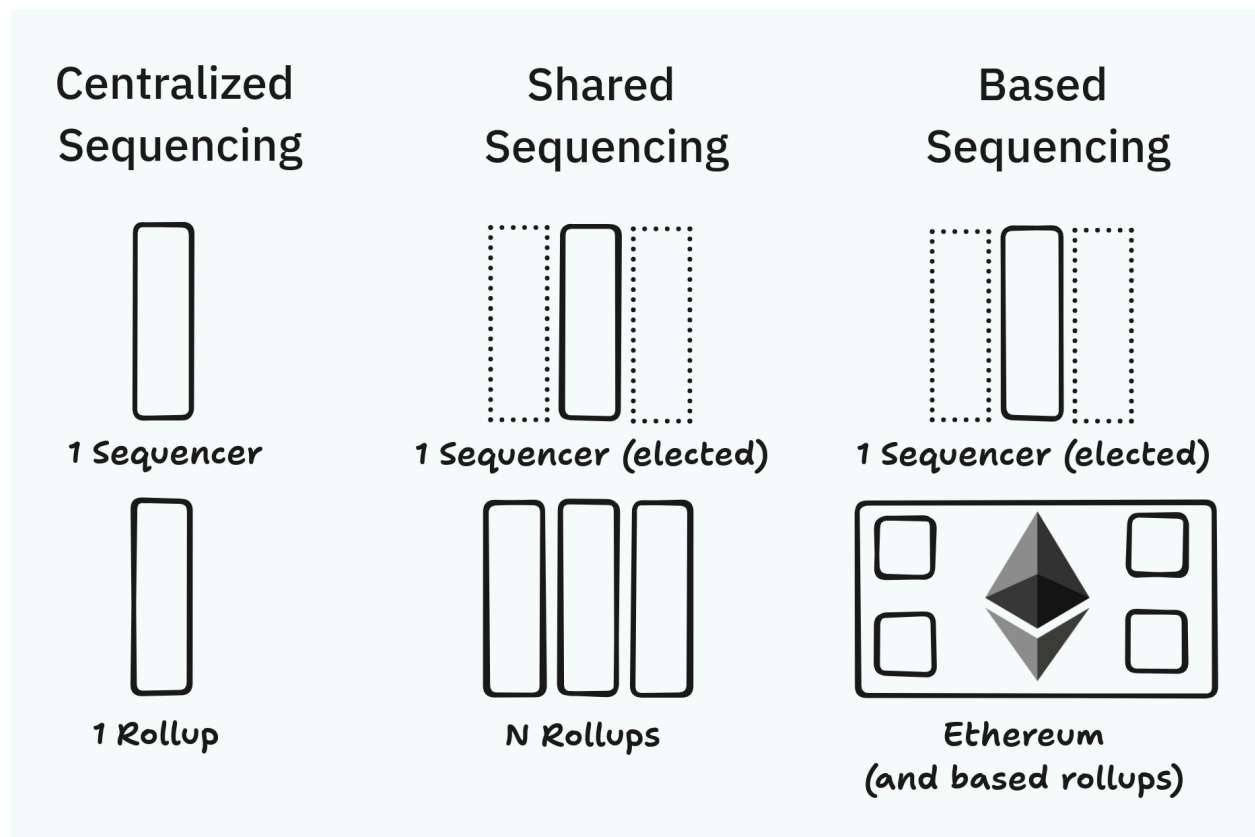 Centralized
Sequencing
Shared
Sequencing
Based
Sequencing
1 Sequencer
1 Sequencer (elected)
1 Sequencer (elected)
1 Rollup
N Rollups
Ethereum
(and based rollups)